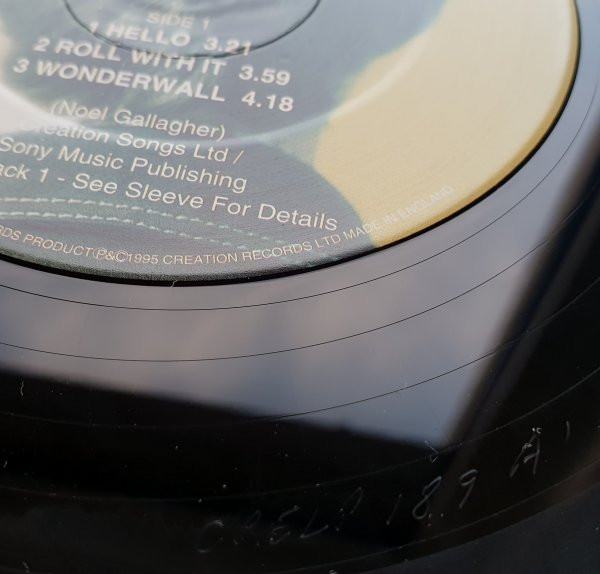 SIDE 1
1 HELLO 3.21
2 ROLL WITH IT 3.59
3 WONDERWALL 4.18
(Noel Gallagher)
Creation Songs Ltd /
Sony Music Publishing
ack 1 - See Sleeve For Details
RDS PRODUCT ℗&©1995 CREATION RECORDS LTD MADE IN ENGLAND
CRELP 189 A1